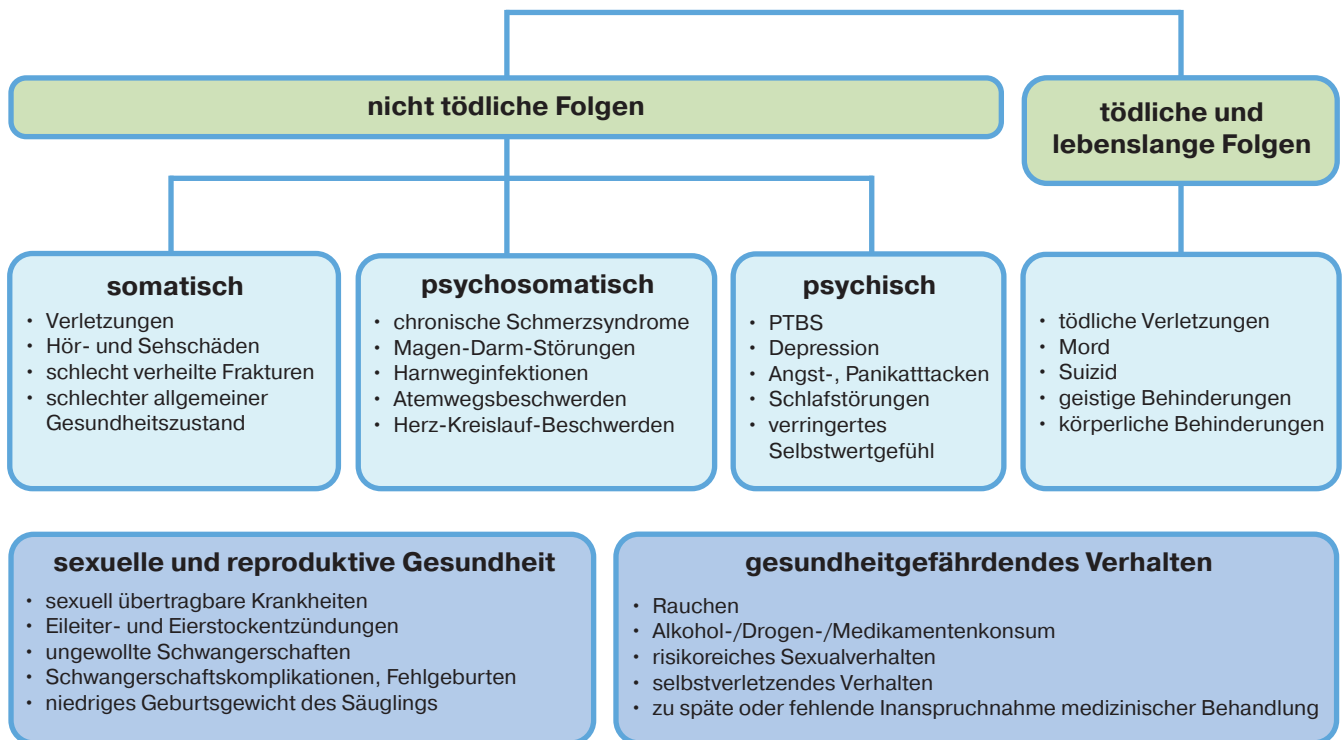 nicht tödliche Folgen
tödliche und
lebenslange Folgen
somatisch
• Verletzungen
• Hör- und Sehschäden
• schlecht verheilte Frakturen
• schlechter allgemeiner
Gesundheitszustand
psychosomatisch
• chronische Schmerzsyndrome
• Magen-Darm-Störungen
• Harnweginfektionen
• Atemwegsbeschwerden
• Herz-Kreislauf-Beschwerden
psychisch
• PTBS
• Depression
• Angst-, Panikatttacken
• Schlafstörungen
• verringertes
Selbstwertgefühl
• tödliche Verletzungen
• Mord
• Suizid
• geistige Behinderungen
• körperliche Behinderungen
sexuelle und reproduktive Gesundheit
• sexuell übertragbare Krankheiten
• Eileiter- und Eierstockentzündungen
• ungewollte Schwangerschaften
• Schwangerschaftskomplikationen, Fehlgeburten
• niedriges Geburtsgewicht des Säuglings
gesundheitgefährdendes Verhalten
• Rauchen
• Alkohol-/Drogen-/Medikamentenkonsum
• risikoreiches Sexualverhalten
• selbstverletzendes Verhalten
• zu späte oder fehlende Inanspruchnahme medizinischer Behandlung